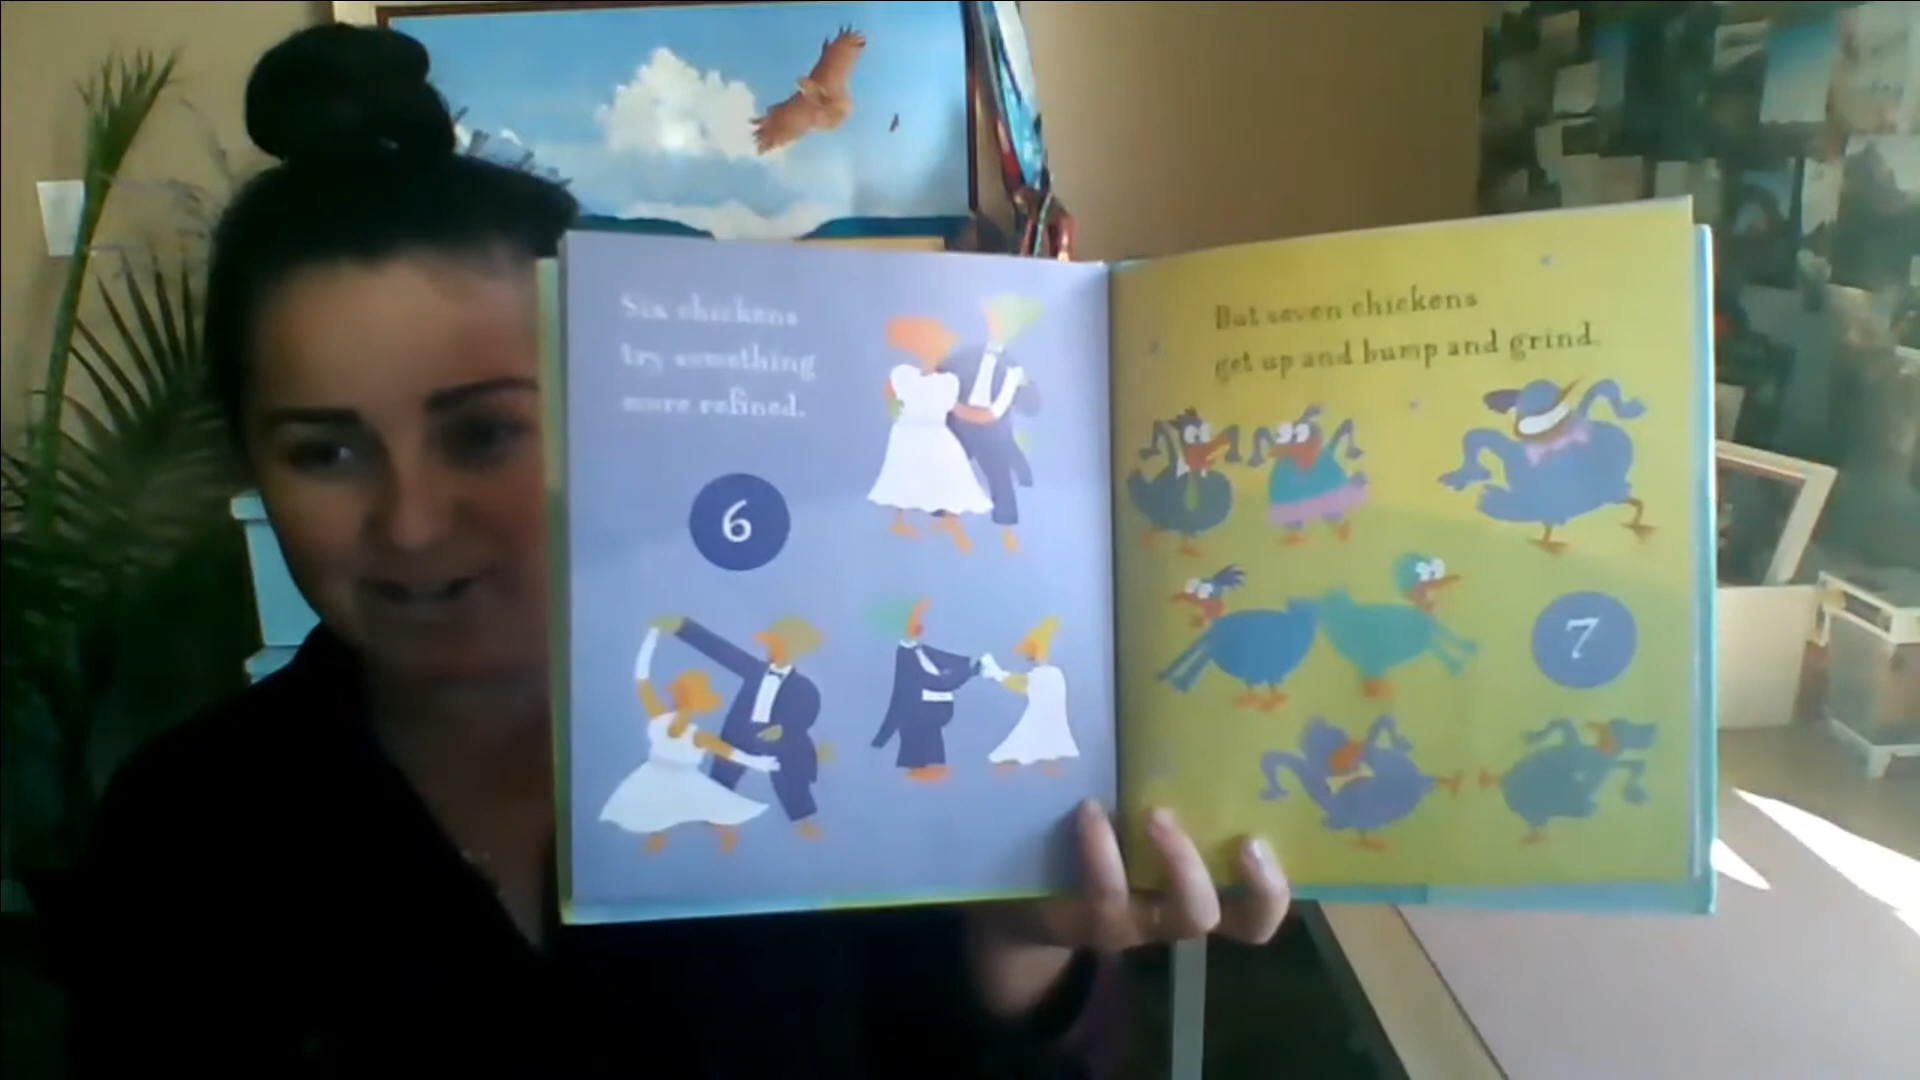 Six chickens
try something
more refined.
6
But seven chickens
get up and bump and grind.
7